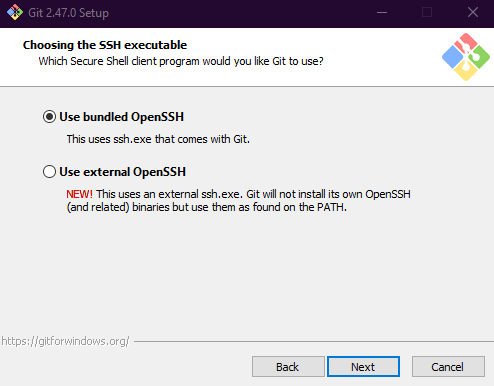 Git 2.47.0 Setup
Choosing the SSH executable
Which Secure Shell client program would you like Git to use?
Use bundled OpenSSH
This uses ssh.exe that comes with Git.
Use external OpenSSH
NEW! This uses an external ssh.exe. Git will not install its own OpenSSH
(and related) binaries but use them as found on the PATH.
https://gitforwindows.org/
Back
Next
Cancel